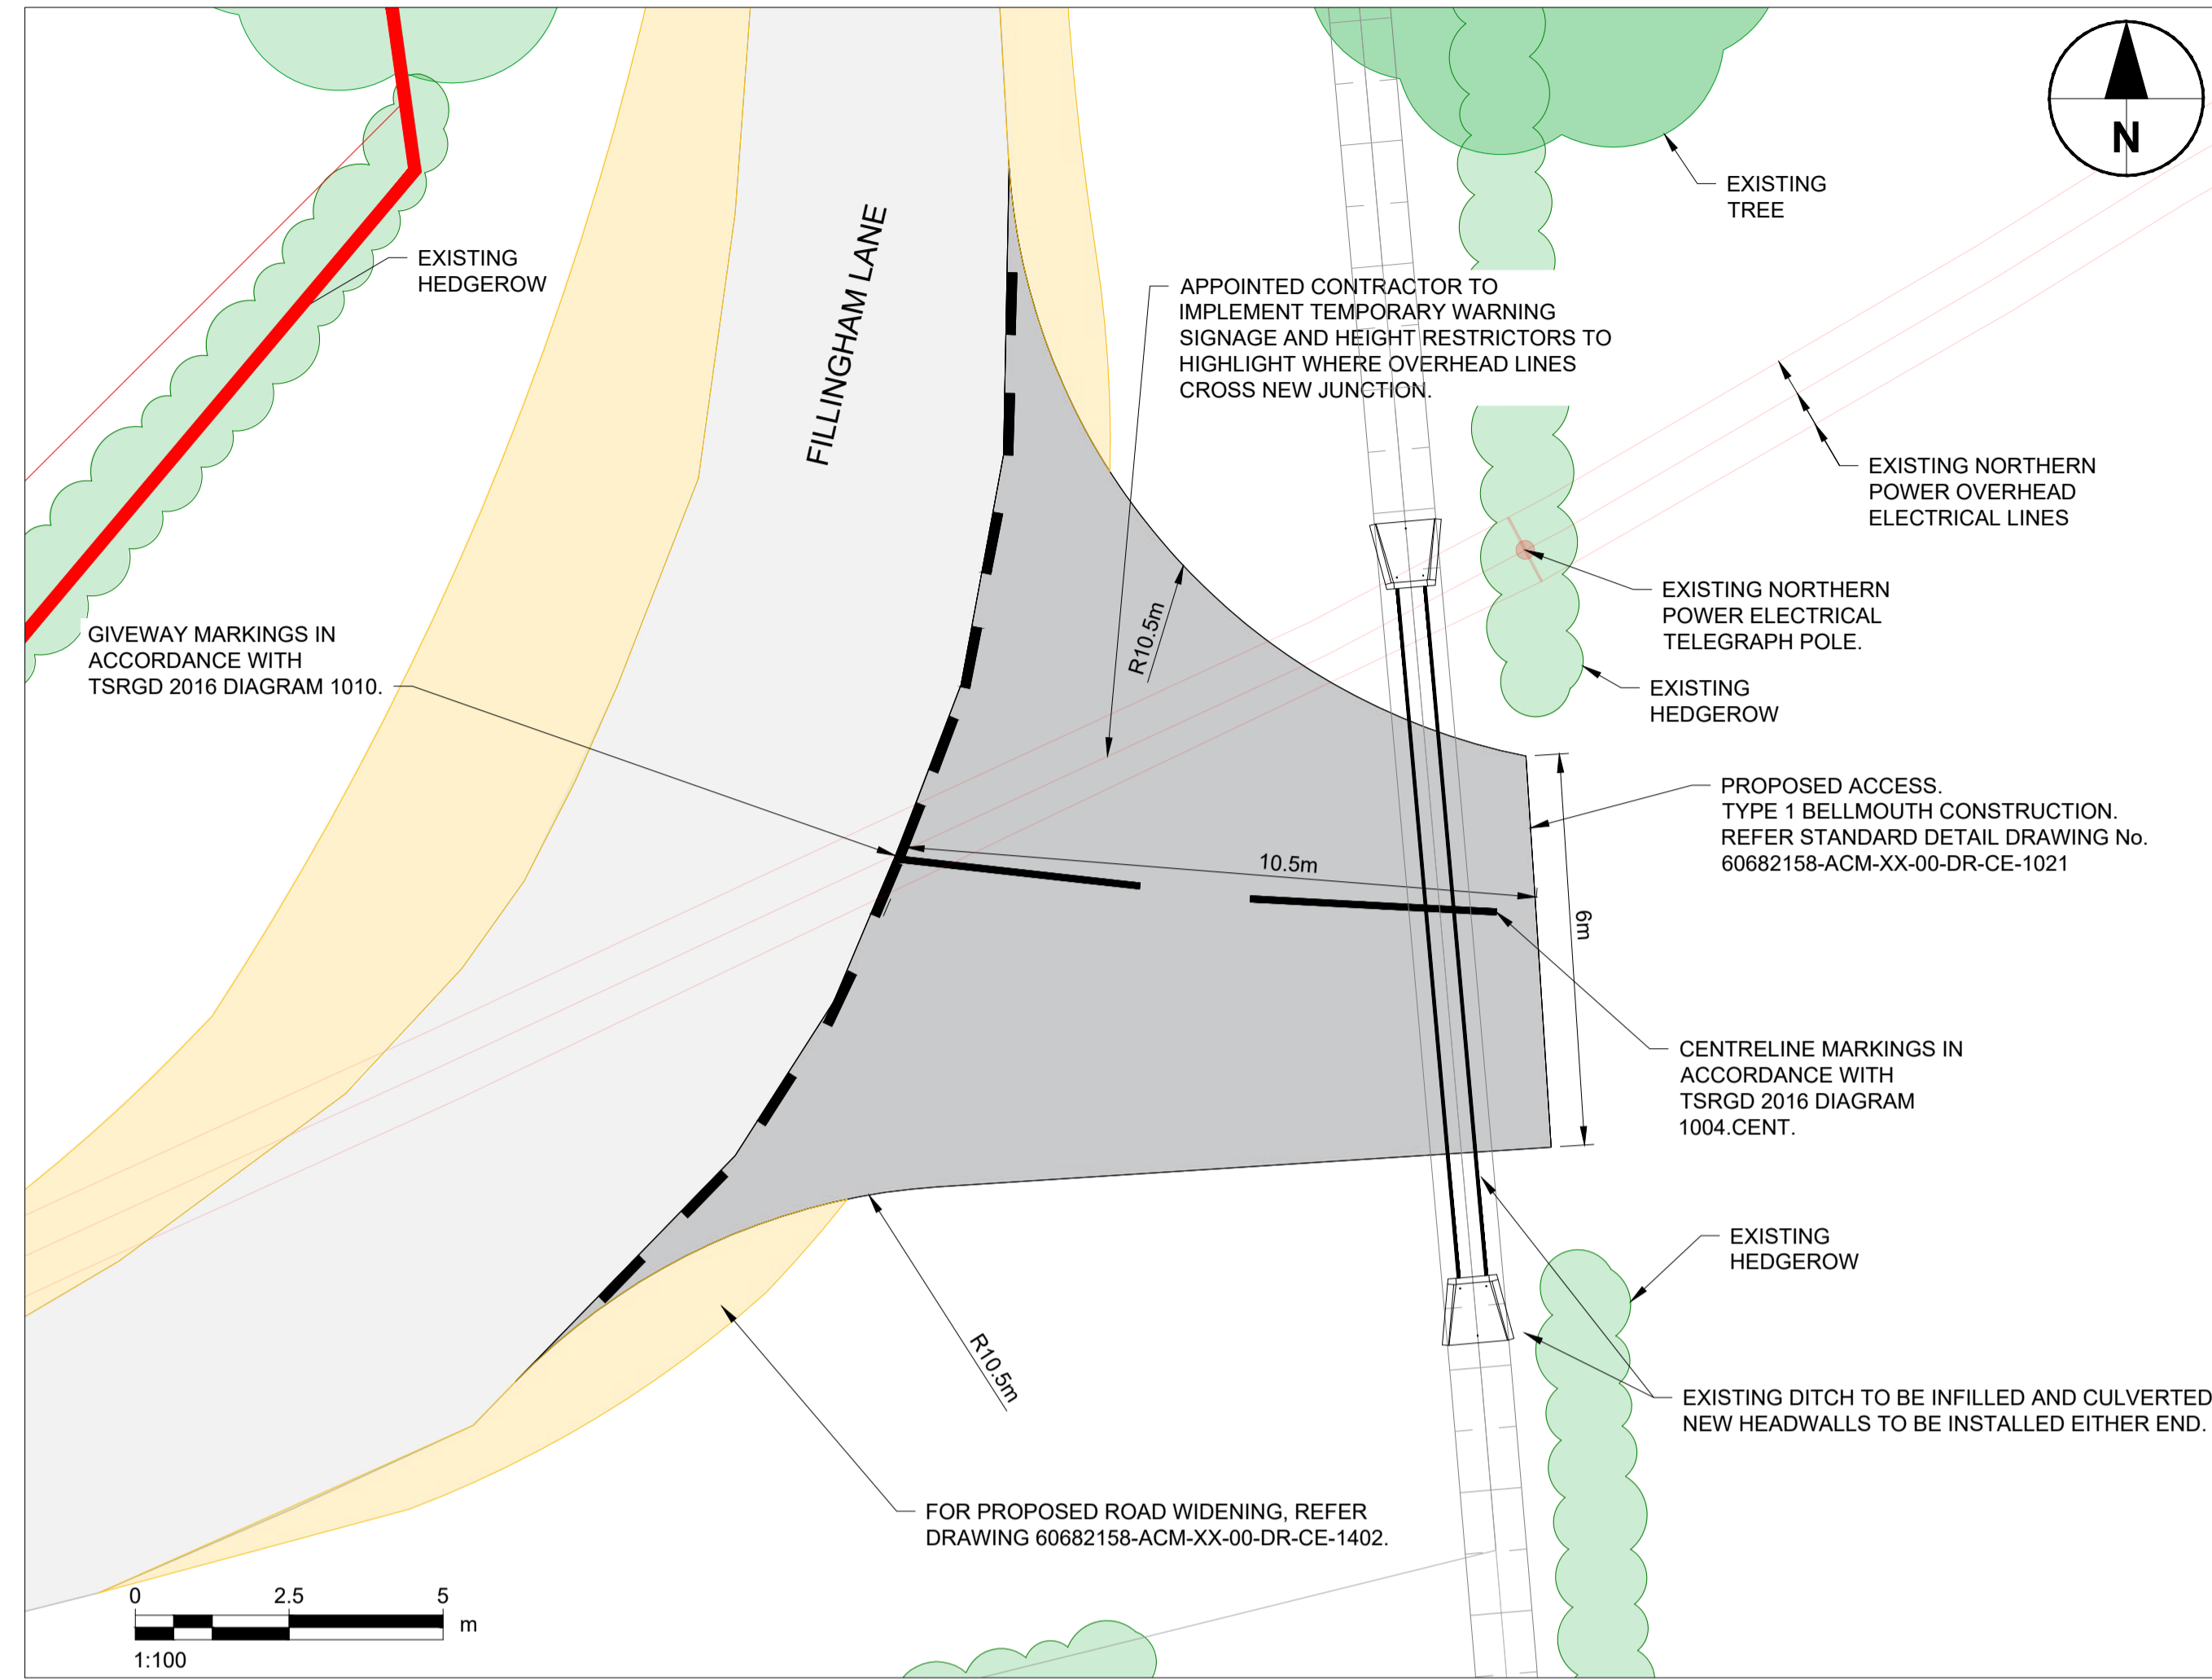 N
EXISTING
TREE
EXISTING
HEDGEROW
FILLINGHAM LANE
APPOINTED CONTRACTOR TO
IMPLEMENT TEMPORARY WARNING
SIGNAGE AND HEIGHT RESTRICTORS TO
HIGHLIGHT WHERE OVERHEAD LINES
CROSS NEW JUNCTION.
EXISTING NORTHERN
POWER OVERHEAD
ELECTRICAL LINES
EXISTING NORTHERN
POWER ELECTRICAL
TELEGRAPH POLE.
GIVEWAY MARKINGS IN
ACCORDANCE WITH
TSRGD 2016 DIAGRAM 1010.
R10.5m
EXISTING
HEDGEROW
PROPOSED ACCESS.
TYPE 1 BELLMOUTH CONSTRUCTION.
REFER STANDARD DETAIL DRAWING No.
60682158-ACM-XX-00-DR-CE-1021
10.5m
6m
CENTRELINE MARKINGS IN
ACCORDANCE WITH
TSRGD 2016 DIAGRAM
1004.CENT.
EXISTING
HEDGEROW
R10.5m
EXISTING DITCH TO BE INFILLED AND CULVERTED
NEW HEADWALLS TO BE INSTALLED EITHER END.
FOR PROPOSED ROAD WIDENING, REFER
DRAWING 60682158-ACM-XX-00-DR-CE-1402.
0 2.5 5
m
1:100